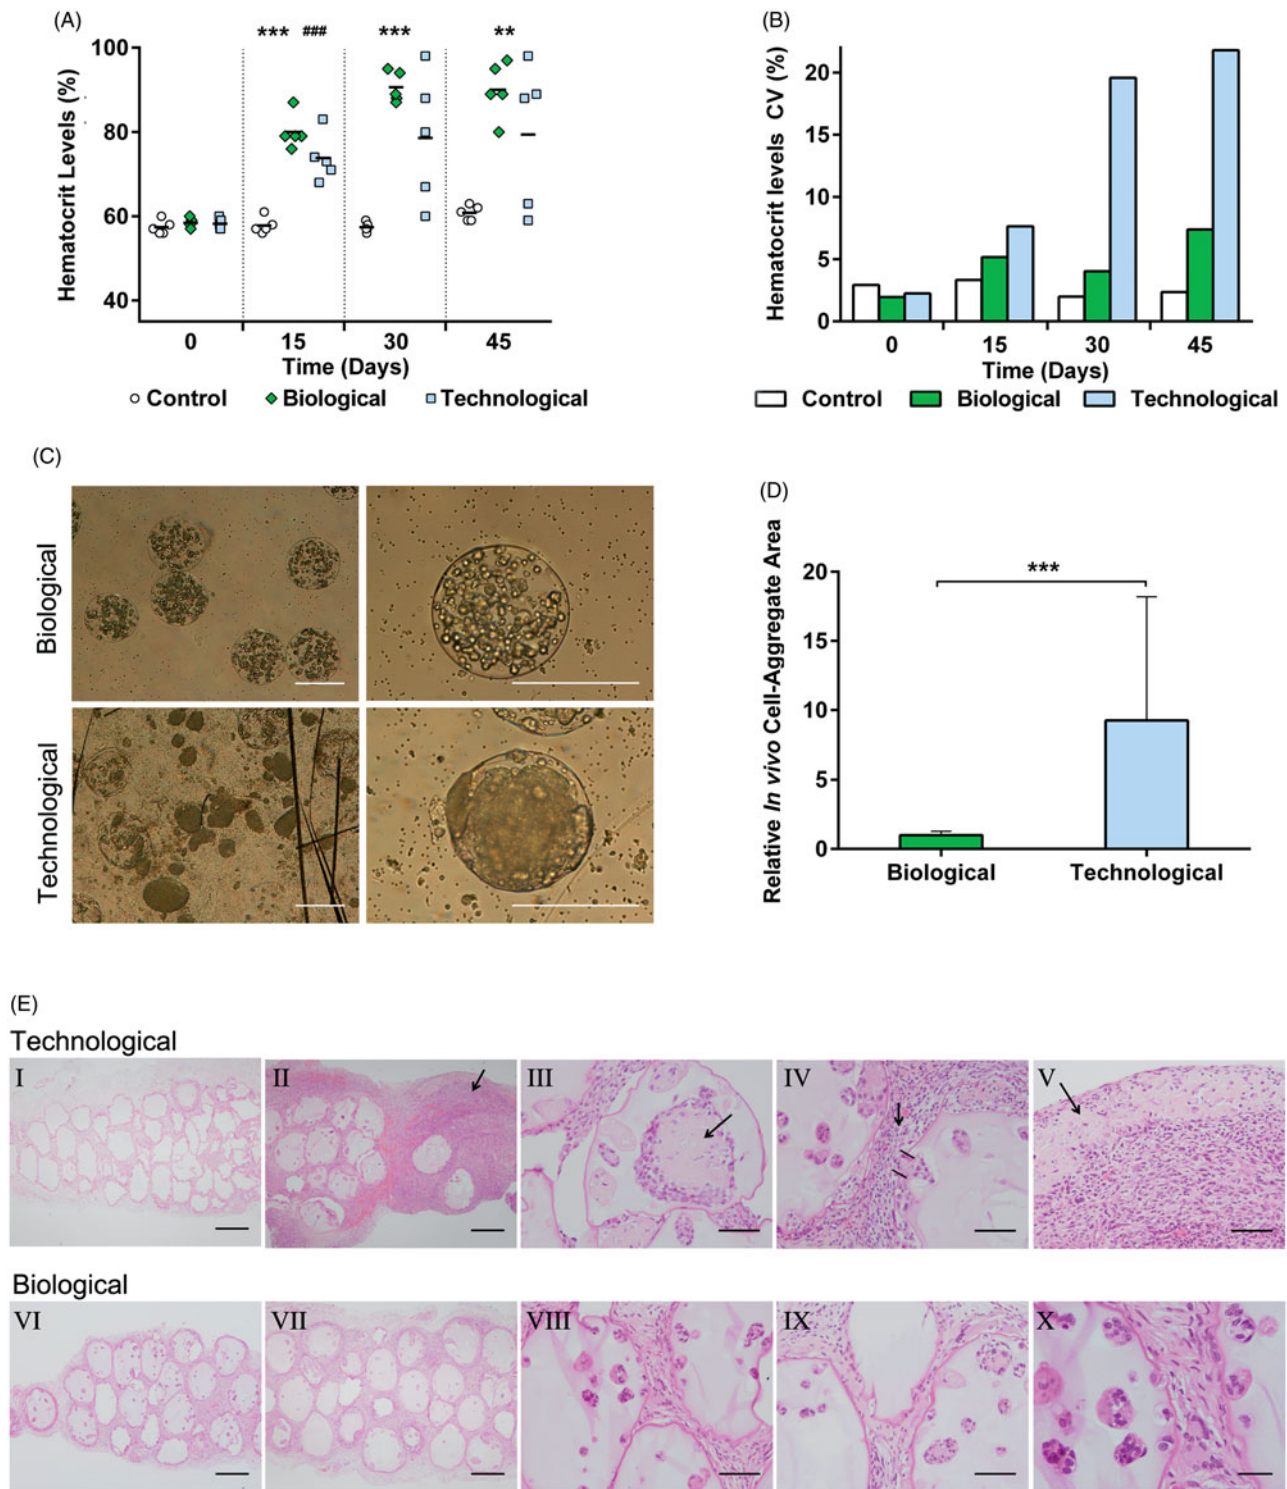 (A)
*** ### *** **
Hematocrit Levels (%)
100
80
60
40
0 15 30 45
Time (Days)
Control Biological Technological
(B)
Hematocrit levels CV (%)
20
15
10
5
0
0 15 30 45
Time (Days)
Control Biological Technological
(C)
Biological
Technological
(D)
Relative In vivo Cell-Aggregate Area
20
15
10
5
0
***
Biological Technological
(E)
Technological
I II III IV V
Biological
VI VII VIII IX X